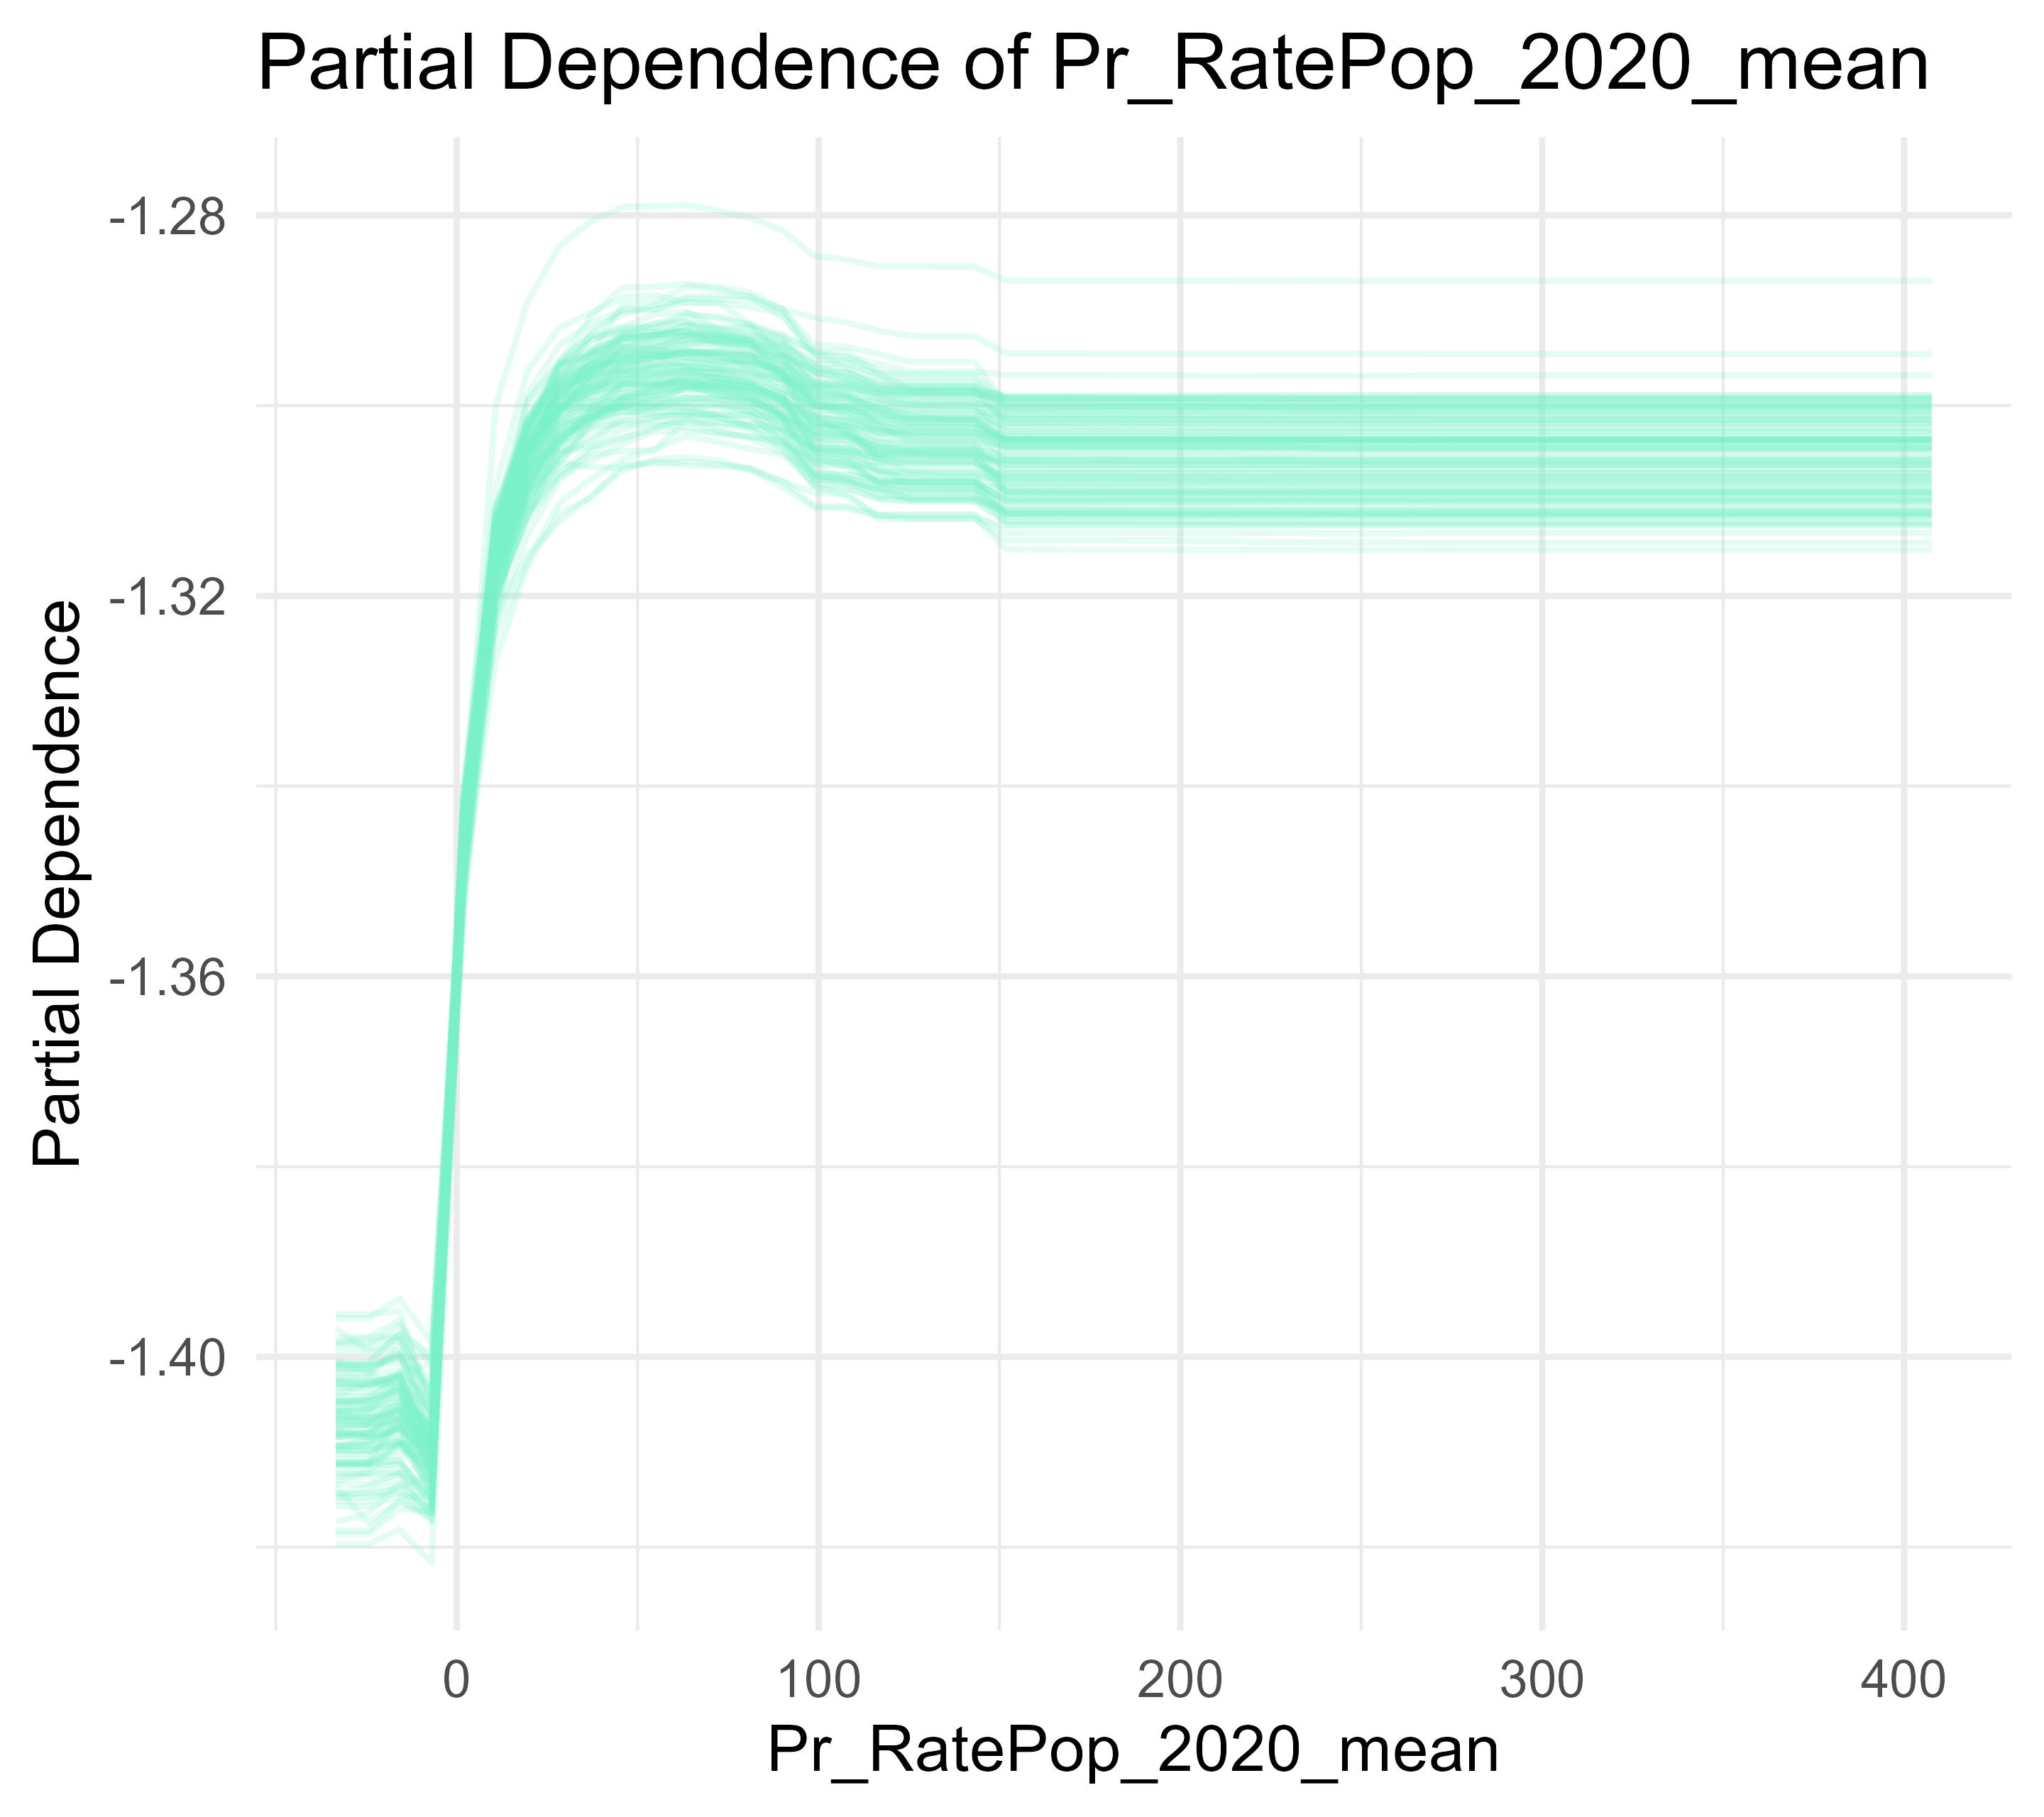 Partial Dependence of Pr_RatePop_2020_mean
-1.28
-1.32
-1.36
-1.40
Partial Dependence
0 100 200 300 400
Pr_RatePop_2020_mean